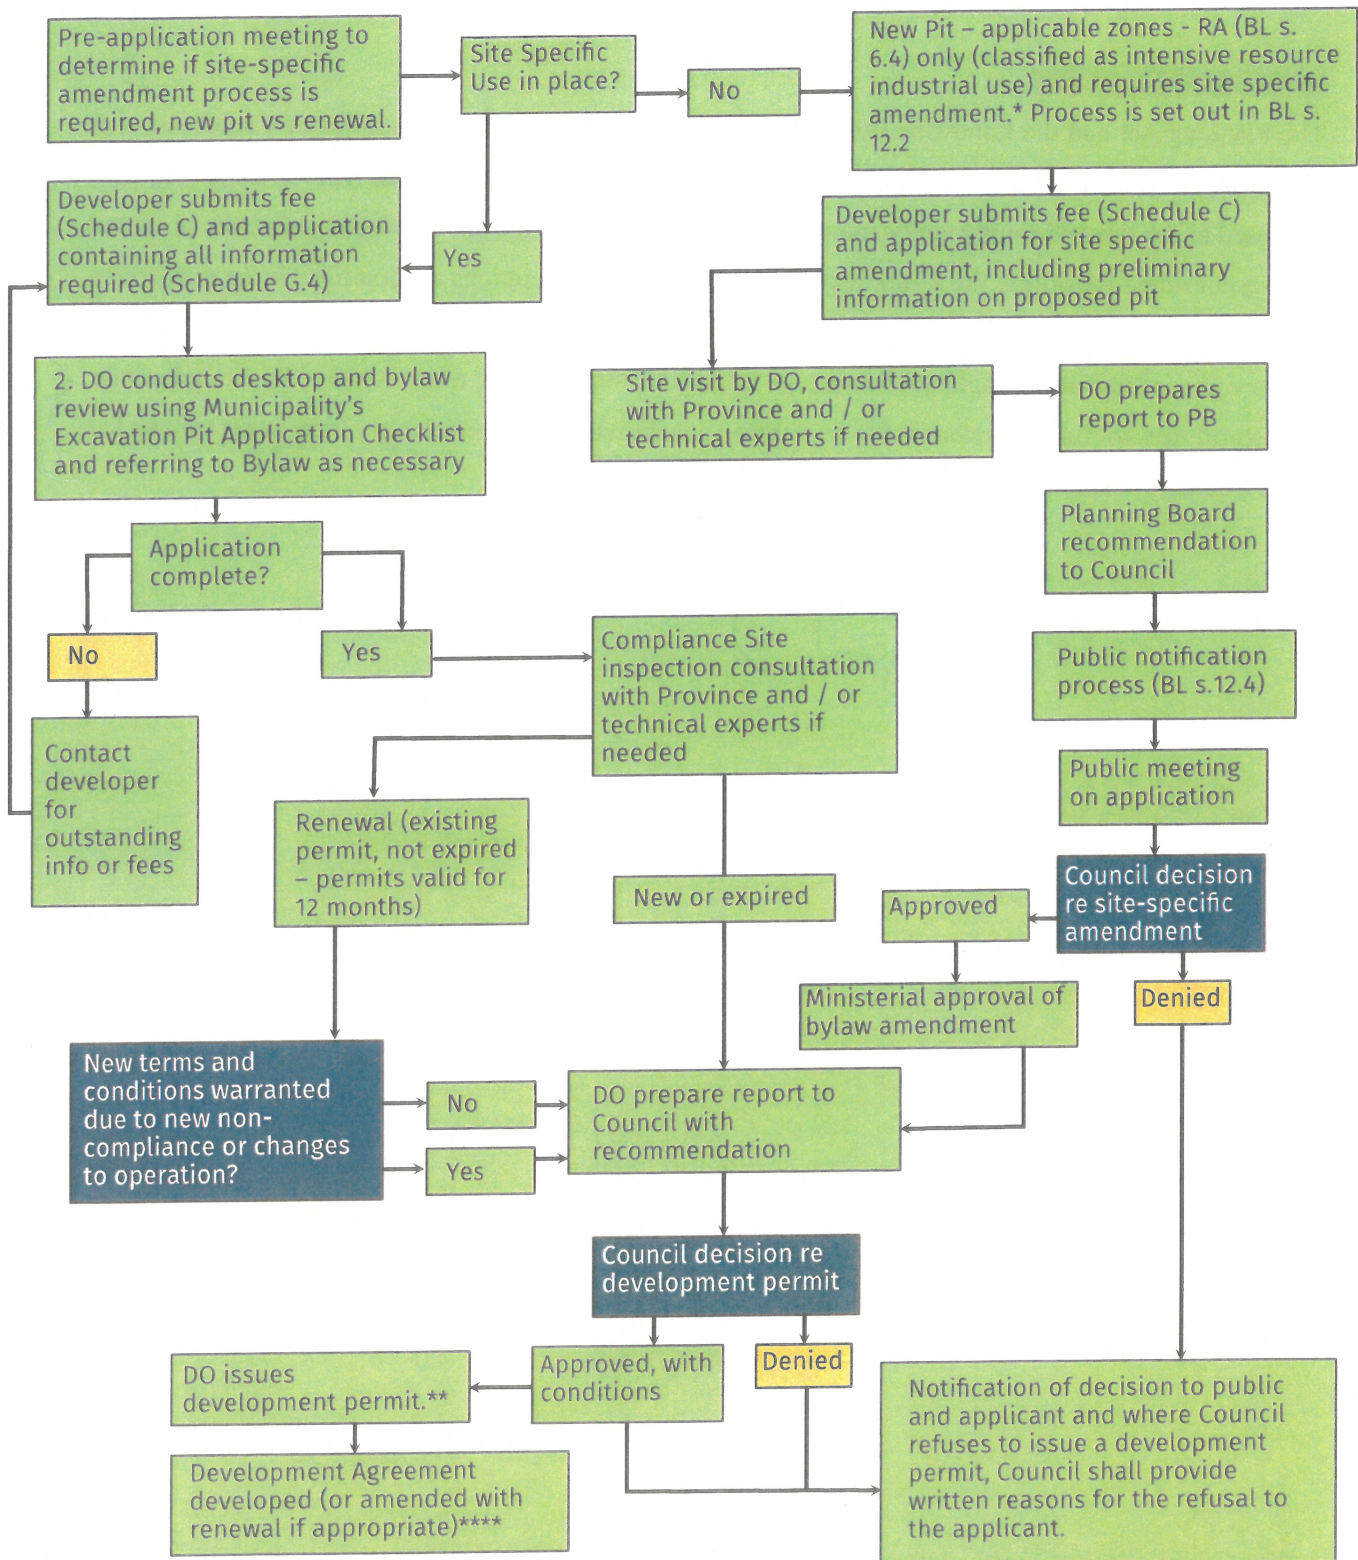 Pre-application meeting to
determine if site-specific
amendment process is
required, new pit vs renewal.
Site Specific
Use in place?
No
New Pit – applicable zones - RA (BL s.
6.4) only (classified as intensive resource
industrial use) and requires site specific
amendment.* Process is set out in BL s.
12.2
Developer submits fee
(Schedule C) and application
containing all information
required (Schedule G.4)
Yes
Developer submits fee (Schedule C)
and application for site specific
amendment, including preliminary
information on proposed pit
2. DO conducts desktop and bylaw
review using Municipality's
Excavation Pit Application Checklist
and referring to Bylaw as necessary
Site visit by DO, consultation
with Province and / or
technical experts if needed
DO prepares
report to PB
Planning Board
recommendation
to Council
Application
complete?
No
Yes
Compliance Site
inspection consultation
with Province and / or
technical experts if
needed
Public notification
process (BL s.12.4)
Contact
developer
for
outstanding
info or fees
Public meeting
on application
Renewal (existing
permit, not expired
– permits valid for
12 months)
New or expired
Approved
Council decision
re site-specific
amendment
Ministerial approval of
bylaw amendment
Denied
New terms and
conditions warranted
due to new non-
compliance or changes
to operation?
No
Yes
DO prepare report to
Council with
recommendation
Council decision re
development permit
DO issues
development permit.**
Approved, with
conditions
Denied
Notification of decision to public
and applicant and where Council
refuses to issue a development
permit, Council shall provide
written reasons for the refusal to
the applicant.
Development Agreement
developed (or amended with
renewal if appropriate)****